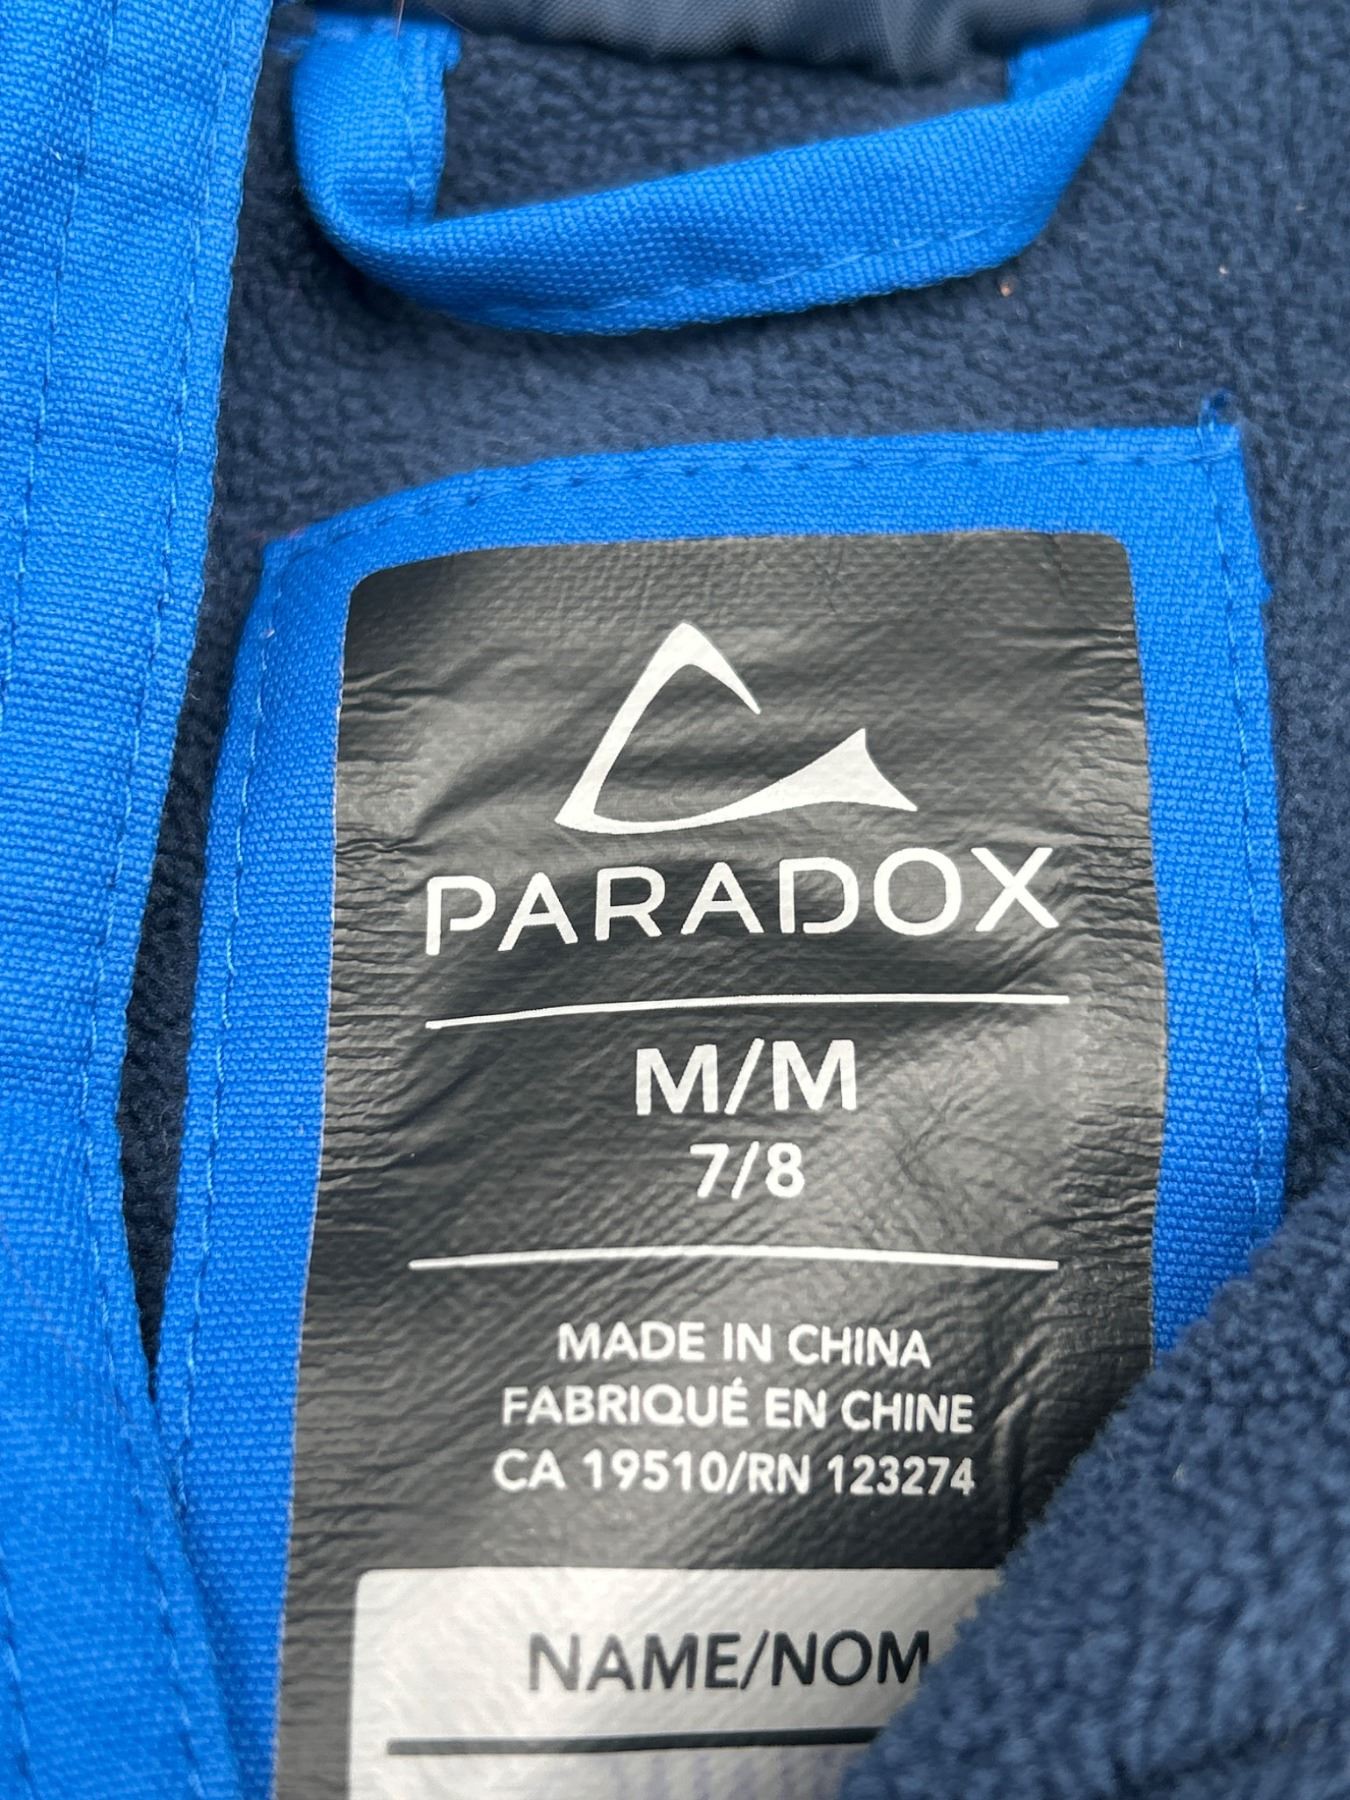 PARADOX
M/M
7/8
MADE IN CHINA
FABRIQUÉ EN CHINE
CA 19510/RN 123274
NAME/NOM